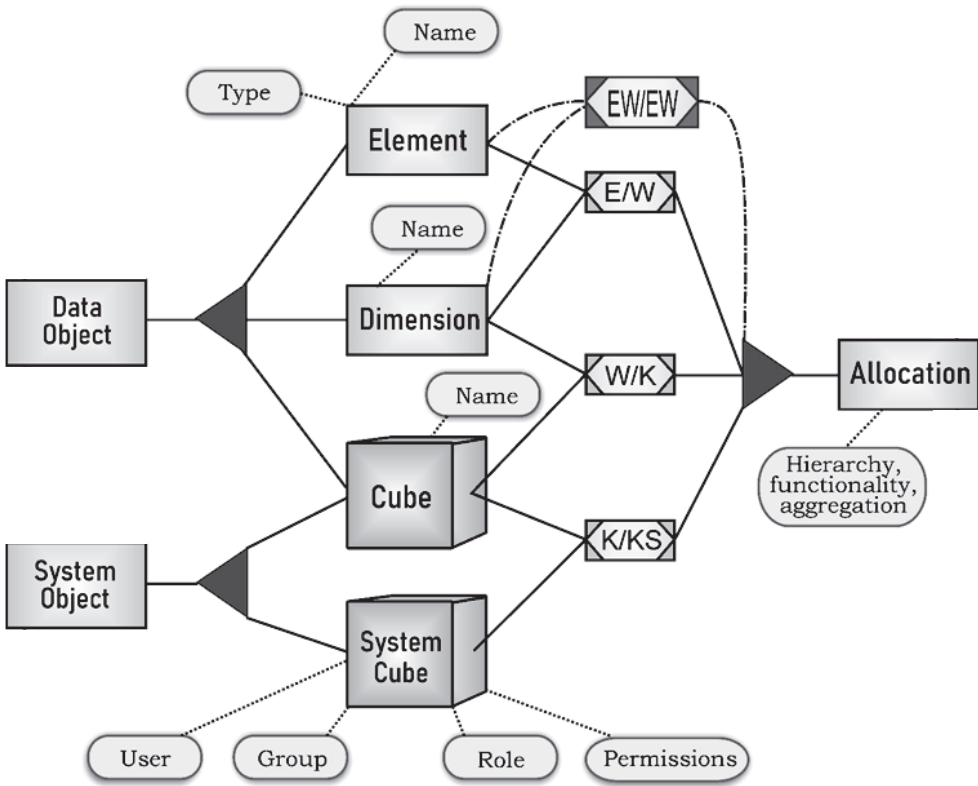 Name
Type
EW/EW
Element
E/W
Name
Data
Object
Dimension
W/K
Allocation
Name
Hierarchy,
functionality,
aggregation
Cube
K/KS
System
Object
System
Cube
User
Group
Role
Permissions